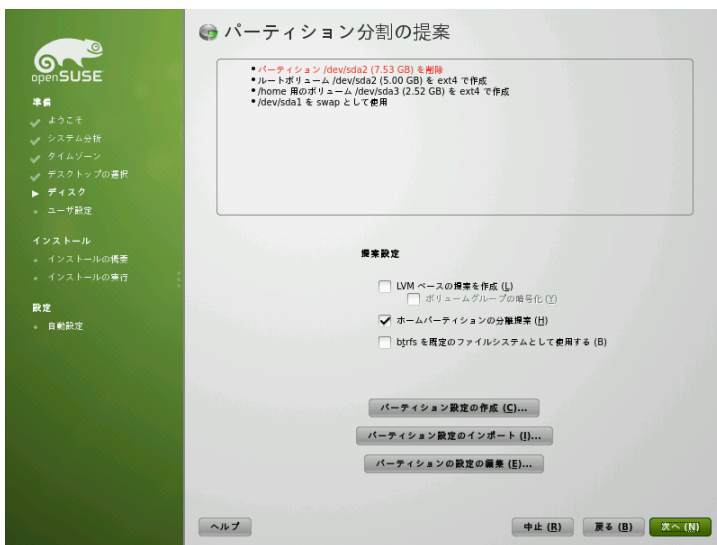 openSUSE
準備
ようこそ
システム分析
タイムゾーン
デスクトップの選択
ディスク
ユーザ設定
インストール
インストールの概要
インストールの実行
設定
自動設定
パーティション分割の提案
パーティション /dev/sda2 (7.53 GB) を削除
ルートボリューム /dev/sda2 (5.00 GB) を ext4 で作成
/home 用のボリューム /dev/sda3 (2.52 GB) を ext4 で作成
/dev/sda1 を swap として使用
提案設定
LVM ベースの提案を作成 (L)
ボリュームグループの暗号化 (Y)
ホームパーティションの分離提案 (H)
btrfs を既定のファイルシステムとして使用する (B)
パーティション設定の作成 (C)...
パーティション設定のインポート (I)...
パーティションの設定の編集 (E)...
ヘルプ
中止 (R)
戻る (B)
次へ (N)